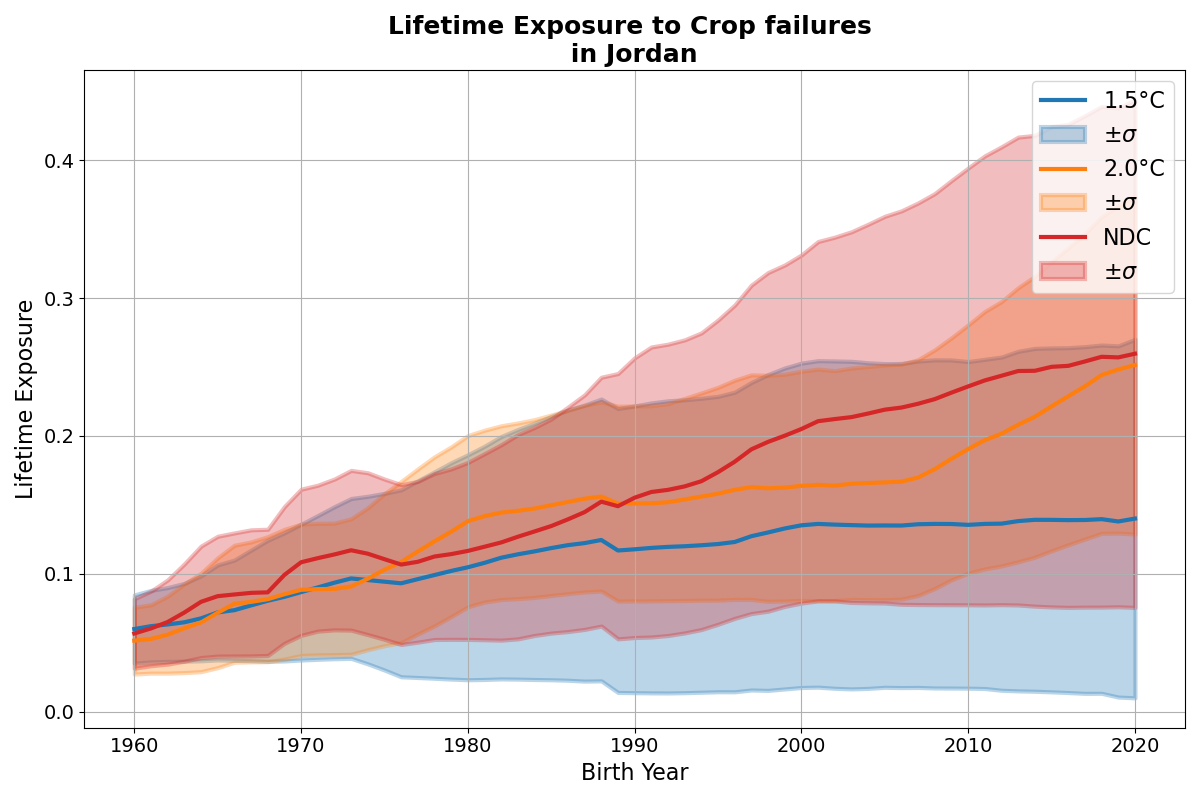 Lifetime Exposure to Crop failures
in Jordan
1.5°C
±σ
2.0°C
±σ
NDC
±σ
Lifetime Exposure
0.4
0.3
0.2
0.1
0.0
1960 1970 1980 1990 2000 2010 2020
Birth Year